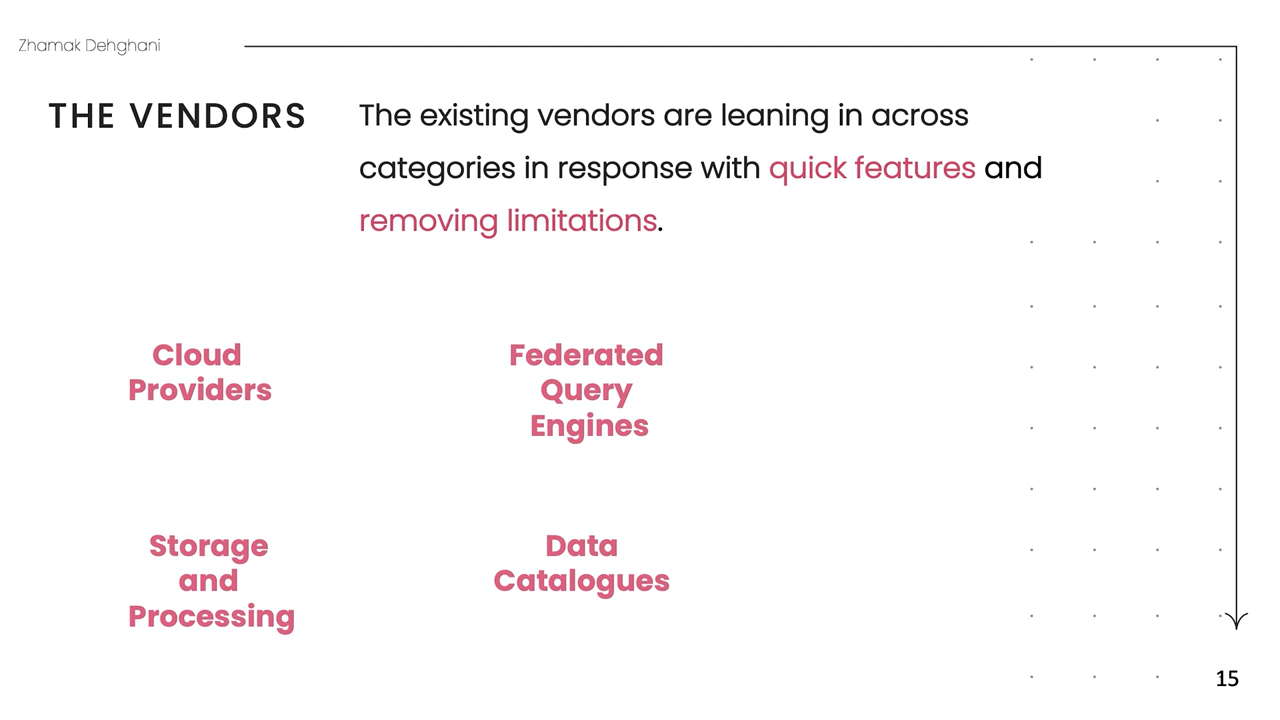 Zhamak Dehghani
THE VENDORS
The existing vendors are leaning in across
categories in response with quick features and
removing limitations.
Cloud
Providers
Federated
Query
Engines
Storage
and
Processing
Data
Catalogues
15